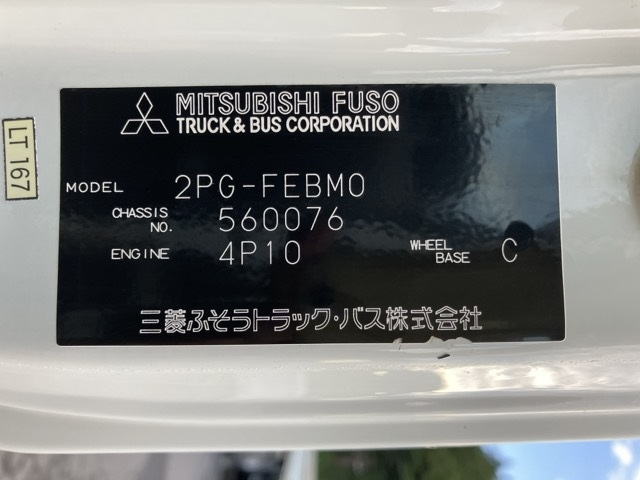 MITSUBISHI FUSO
TRUCK & BUS CORPORATION
LT 167
MODEL 2PG-FEBM0
CHASSIS NO. 560076
ENGINE 4P10 WHEEL BASE C
三菱ふそうトラック・バス株式会社